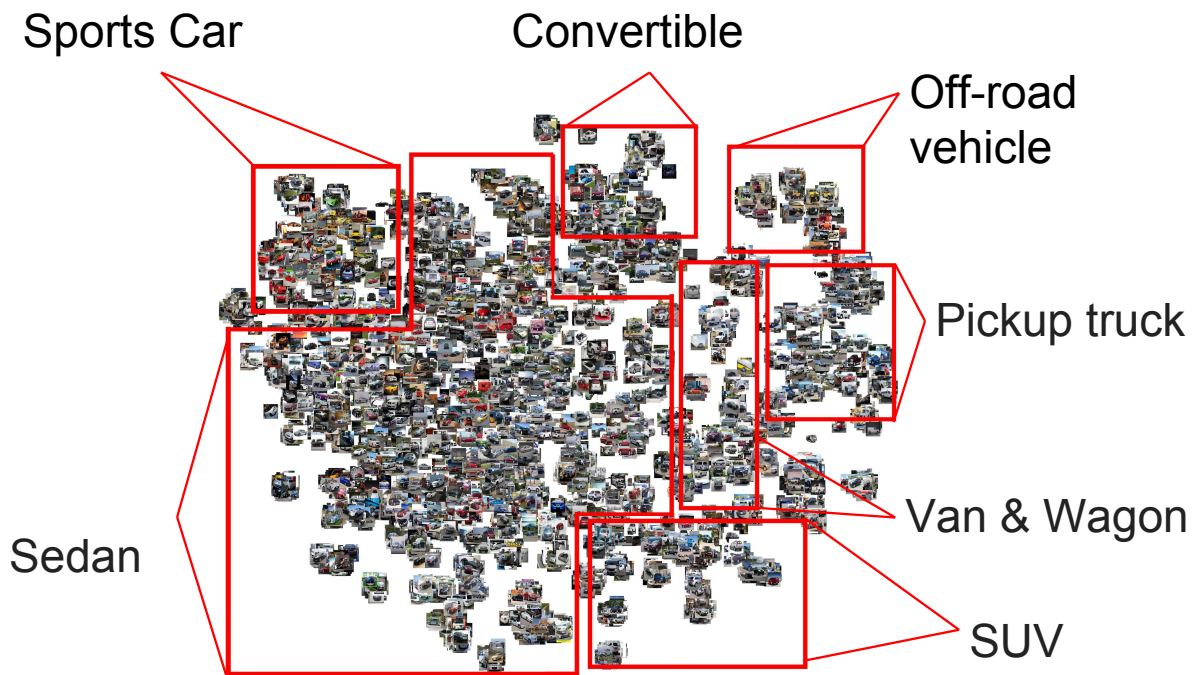 Sports Car
Convertible
Off-road
vehicle
Pickup truck
Van & Wagon
Sedan
SUV